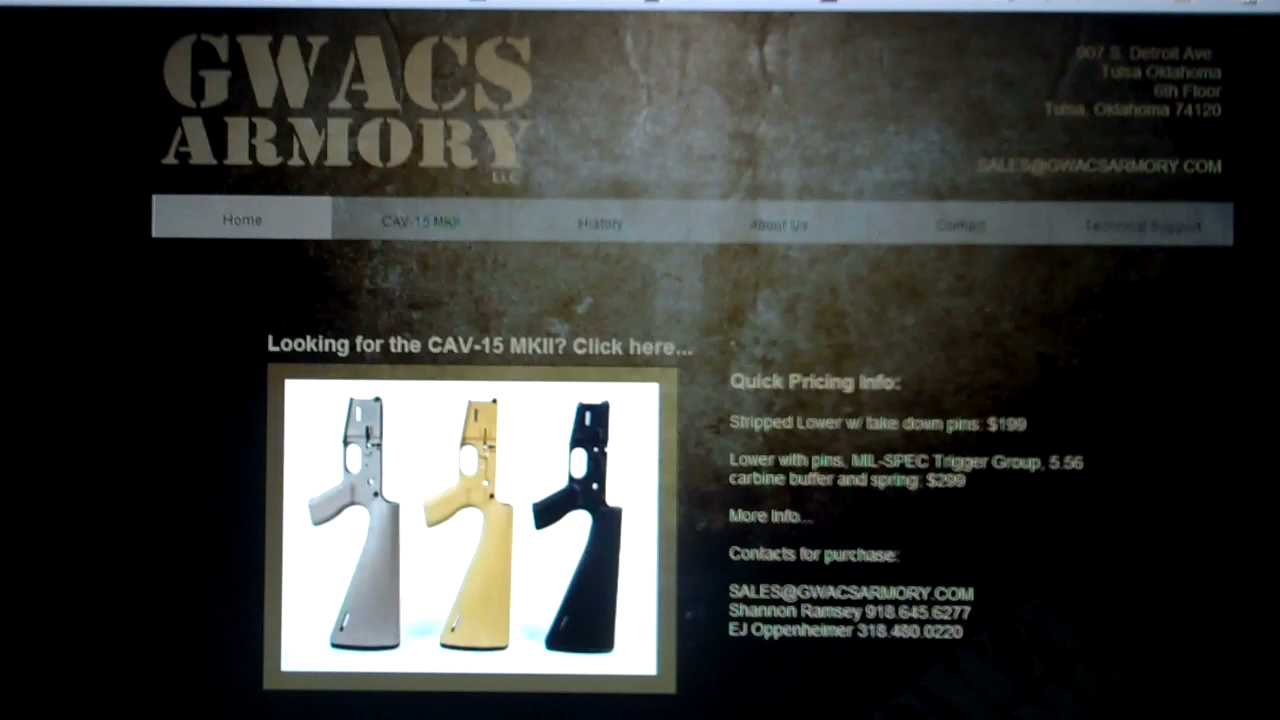 GWACS
ARMORY
LLC
907 S. Detroit Ave
Tulsa Oklahoma
6th Floor
Tulsa, Oklahoma 74120
SALES@GWACSARMORY.COM
Home
CAV-15 MKII
History
About Us
Contact
Technical Support
Looking for the CAV-15 MKII? Click here...
Quick Pricing Info:
Stripped Lower w/ take down pins: $199
Lower with pins, MIL-SPEC Trigger Group, 5.56
carbine buffer and spring: $299
More Info...
Contacts for purchase:
SALES@GWACSARMORY.COM
Shannon Ramsey 918.645.6277
EJ Oppenheimer 318.480.0220